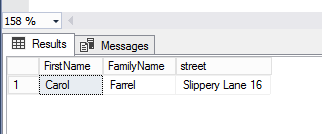 158 %
Results Messages
FirstName FamilyName street
1 Carol Farrel Slippery Lane 16